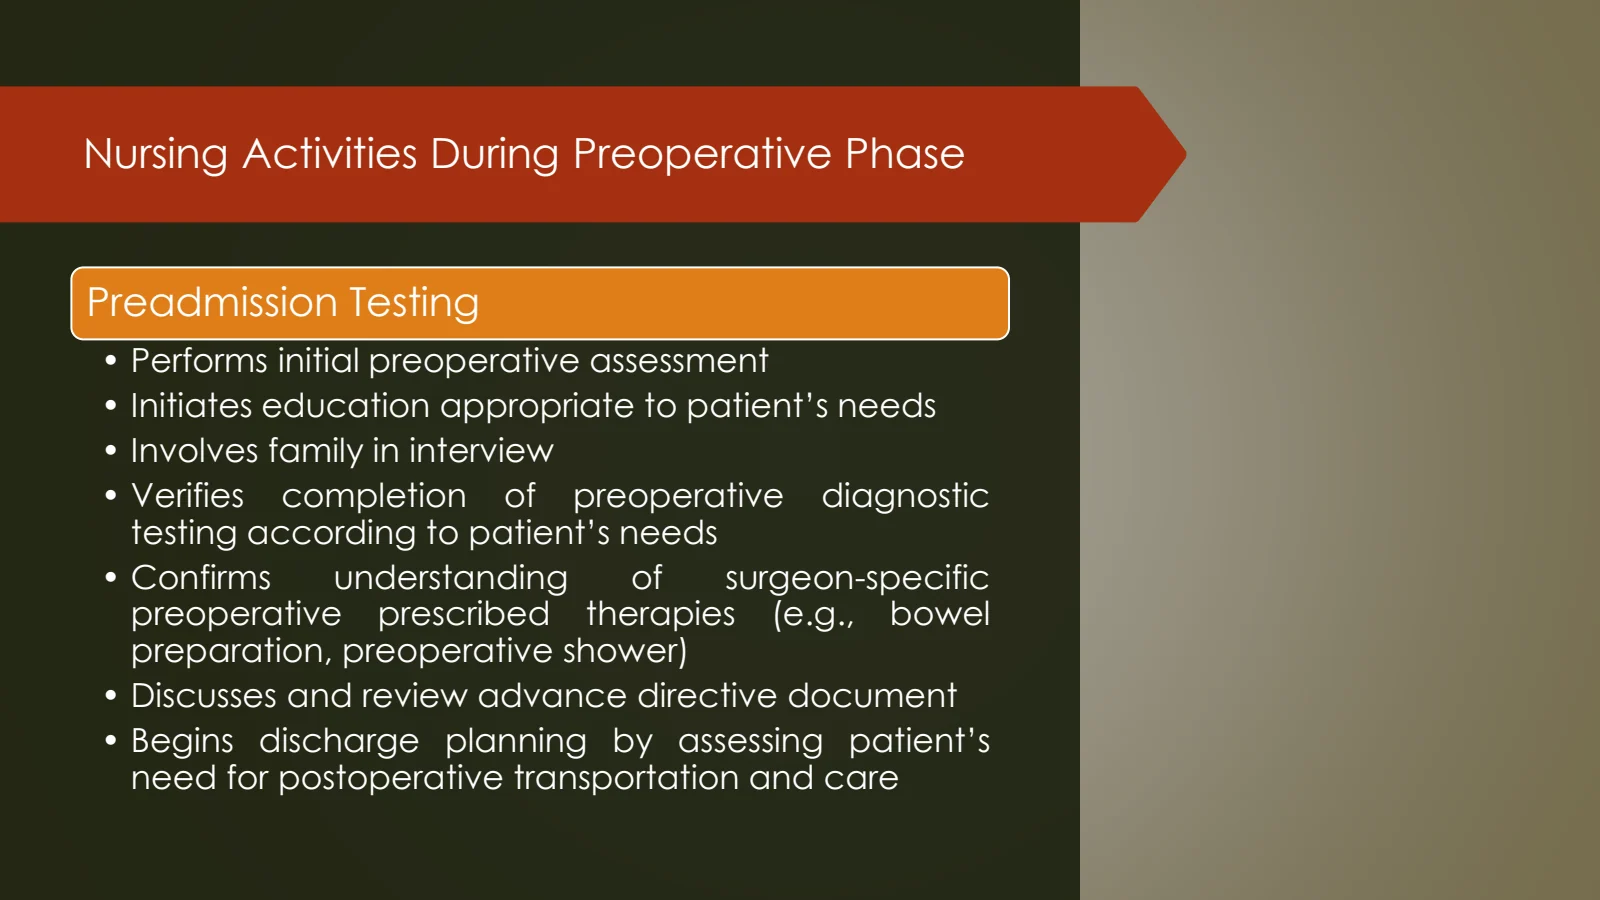 Nursing Activities During Preoperative Phase
Preadmission Testing
• Performs initial preoperative assessment
• Initiates education appropriate to patient’s needs
• Involves family in interview
• Verifies completion of preoperative diagnostic
testing according to patient’s needs
• Confirms understanding of surgeon-specific
preoperative prescribed therapies (e.g., bowel
preparation, preoperative shower)
• Discusses and review advance directive document
• Begins discharge planning by assessing patient’s
need for postoperative transportation and care